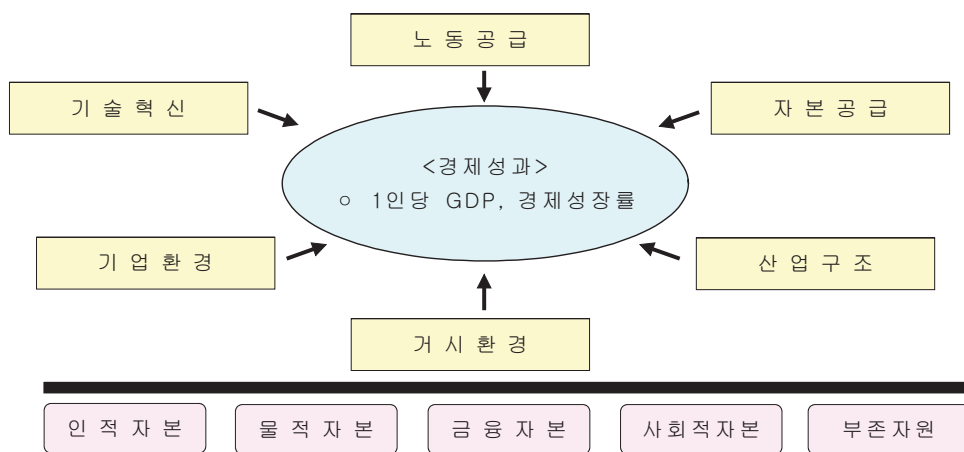 노 동 공 급
기 술 혁 신
자 본 공 급
<경제성과>
○ 1인당 GDP, 경제성장률
기 업 환 경
산 업 구 조
거 시 환 경
인 적 자 본
물 적 자 본
금 융 자 본
사회적자본
부존자원